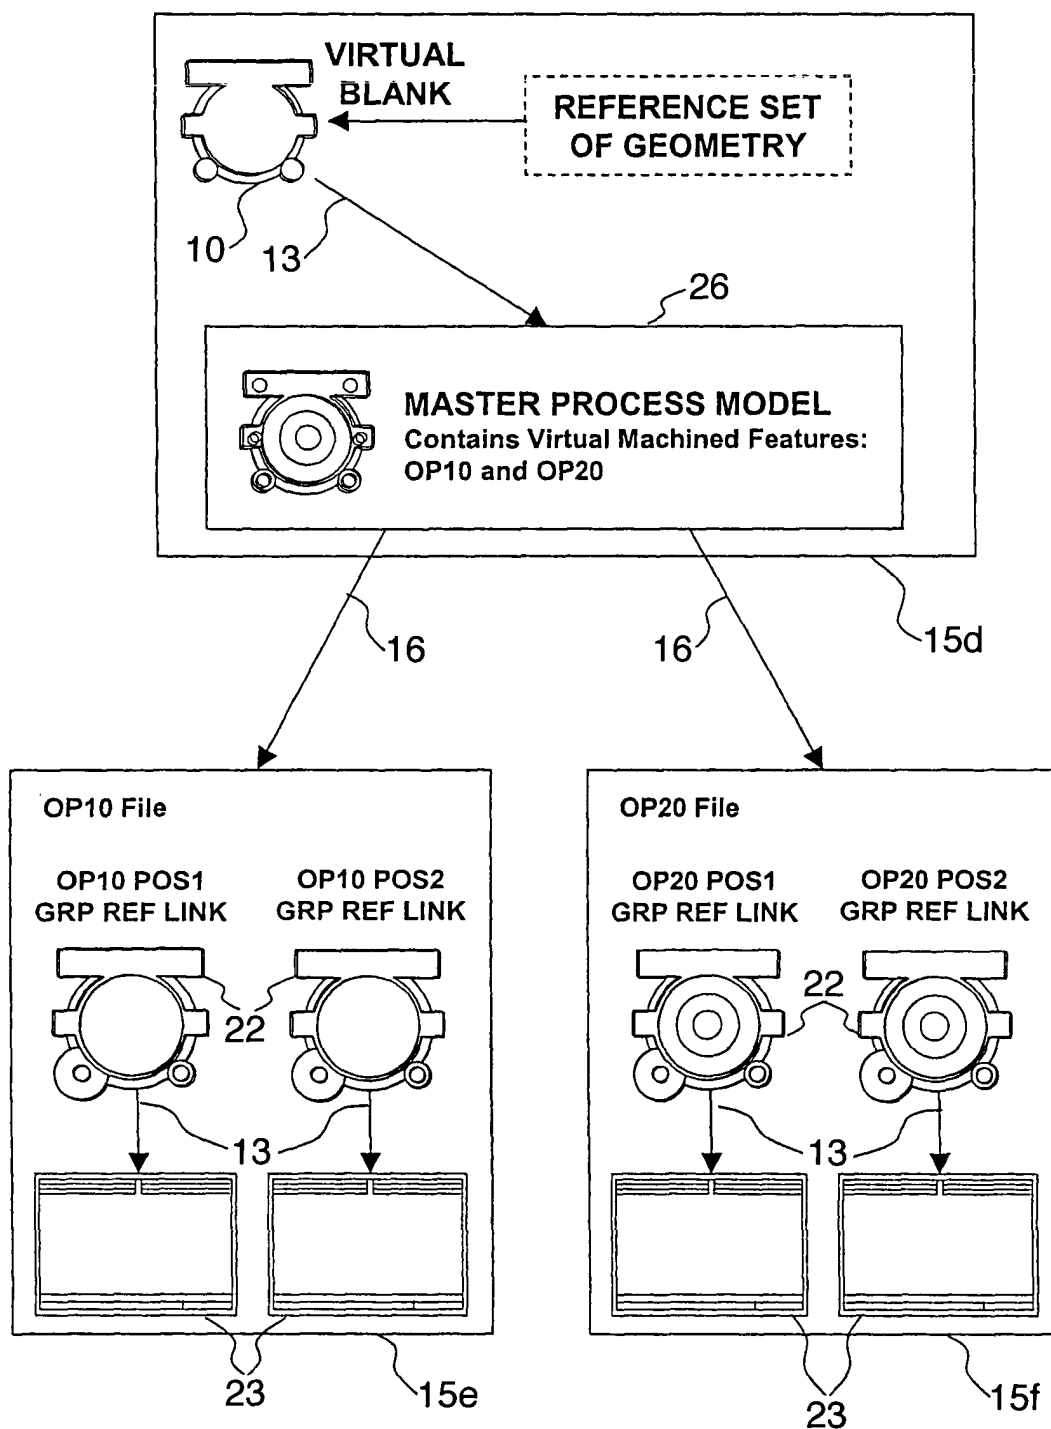 VIRTUAL
BLANK
REFERENCE SET
OF GEOMETRY
10
13
26
MASTER PROCESS MODEL
Contains Virtual Machined Features:
OP10 and OP20
16
16
15d
OP10 File
OP10 POS1
GRP REF LINK
OP10 POS2
GRP REF LINK
22
13
23
15e
OP20 File
OP20 POS1
GRP REF LINK
OP20 POS2
GRP REF LINK
22
13
23
15f